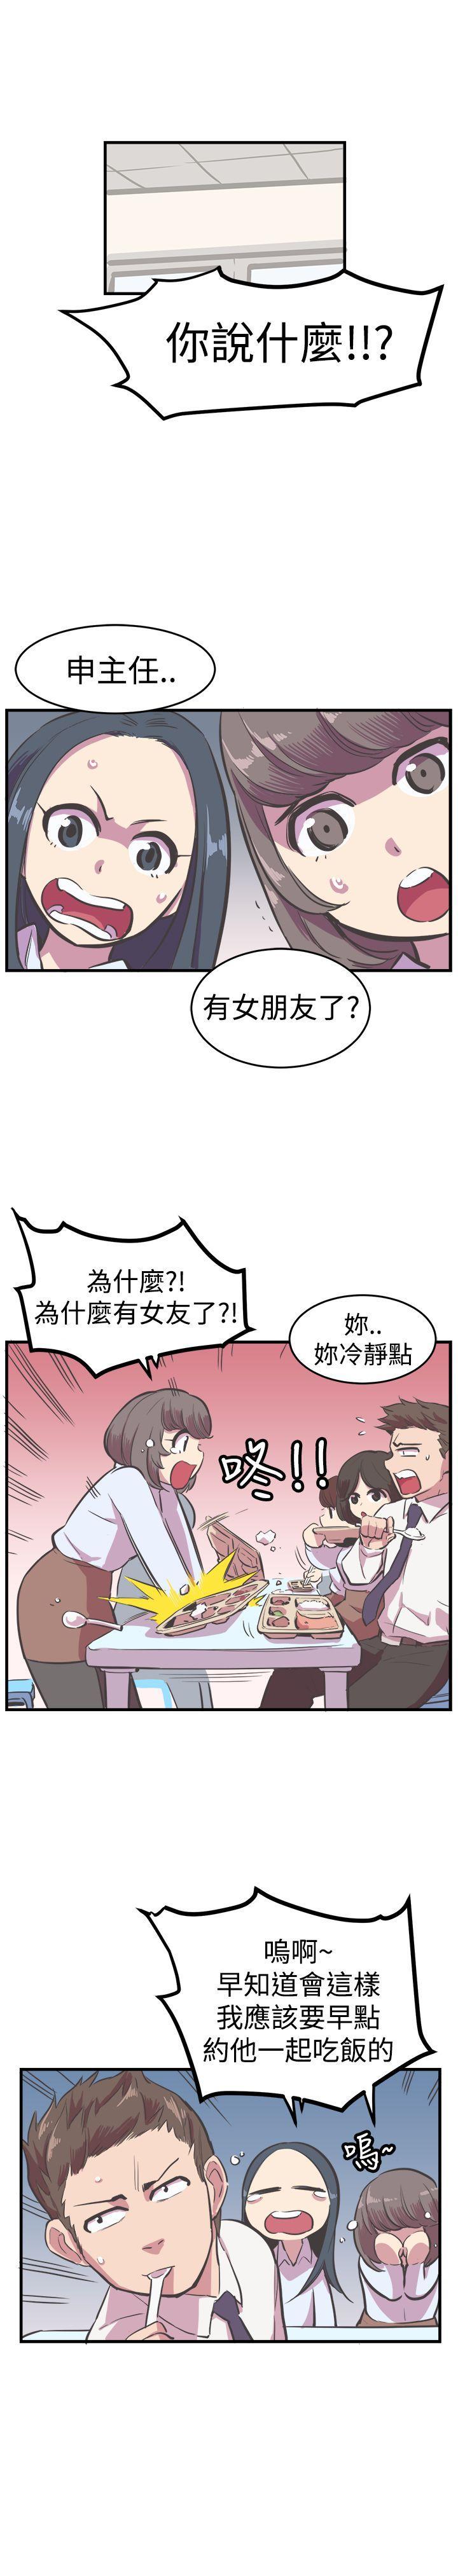 你說什麼!!?
申主任..
有女朋友了?
為什麼?!
為什麼有女友了?!
妳..
妳冷靜點
咚!!
嗚啊~
早知道會這樣
我應該要早點
約他一起吃飯的
嗚~